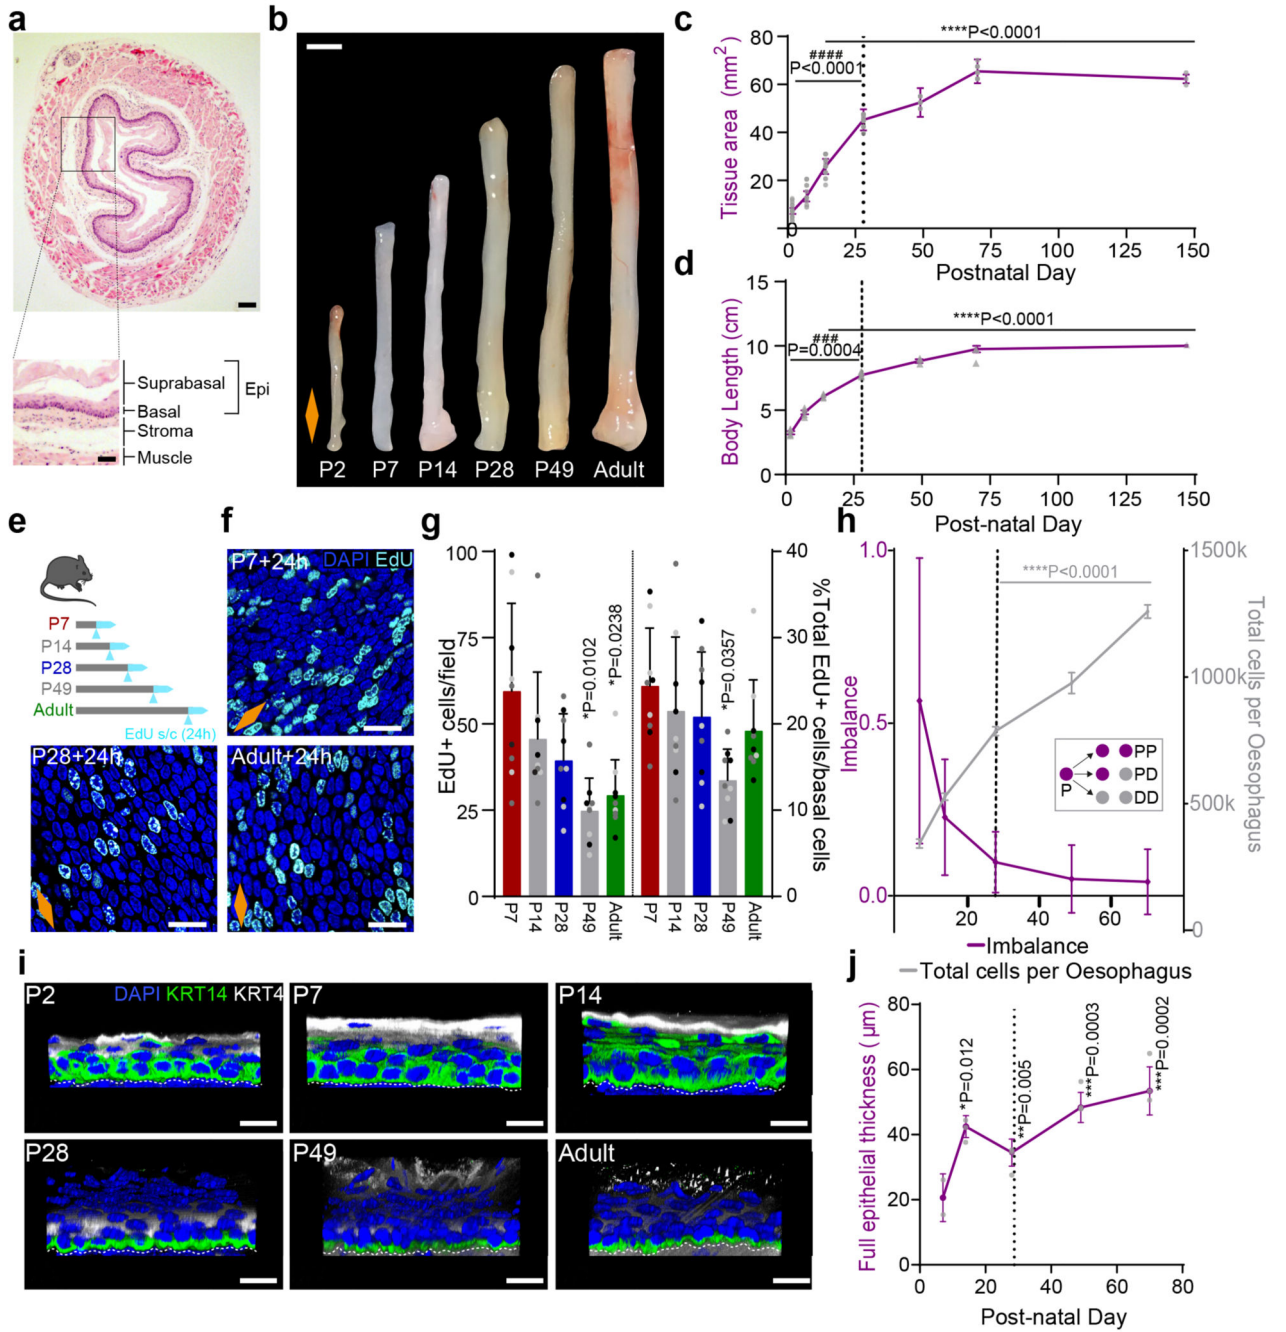 a
Suprabasal
Epi
Basal
Stroma
Muscle
b
P2 P7 P14 P28 P49 Adult
c
Tissue area (mm²)
80
60
40
20
0
####
P<0.0001
****P<0.0001
0 25 50 75 100 125 150
Postnatal Day
d
Body Length (cm)
15
10
5
0
###
P=0.0004
****P<0.0001
0 25 50 75 100 125 150
Post-natal Day
e
P7
P14
P28
P49
Adult
EdU s/c (24h)
f
P7+24h DAPI EdU
P28+24h
Adult+24h
g
EdU+ cells/field
100
75
50
25
0
*P=0.0102
*P=0.0238
*P=0.0357
40
30
20
10
0
%Total EdU+ cells/basal cells
P7 P14 P28 P49 Adult P7 P14 P28 P49 Adult
h
Imbalance
1.0
0.5
0.0
****P<0.0001
1500k
1000k
500k
0
Total cells per Oesophagus
P
PP
PD
DD
20 40 60
Imbalance
Total cells per Oesophagus
i
P2 DAPI KRT14 KRT4
P7
P14
P28
P49
Adult
j
Full epithelial thickness (µm)
80
60
40
20
0
*P=0.012
**P=0.005
***P=0.0003
***P=0.0002
0 20 40 60 80
Post-natal Day